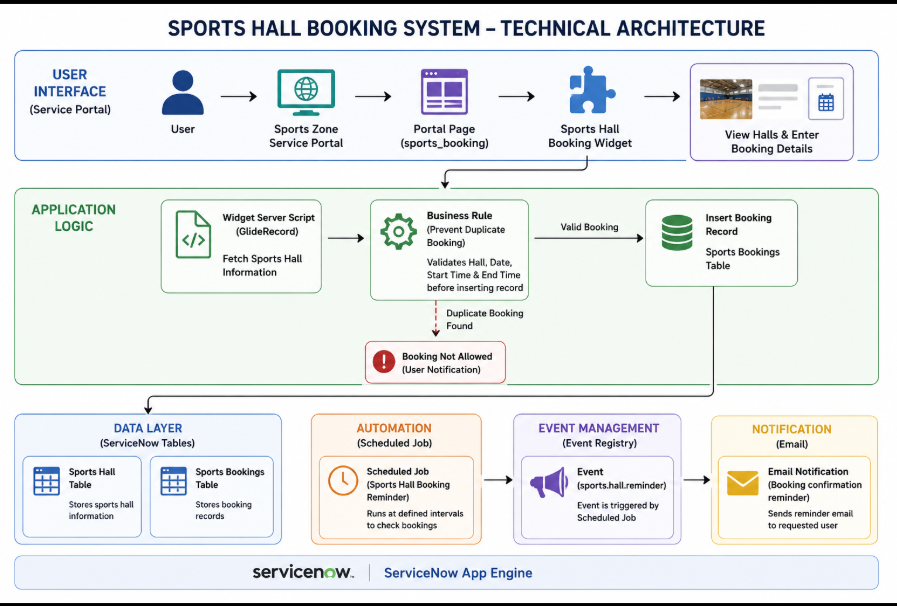 SPORTS HALL BOOKING SYSTEM – TECHNICAL ARCHITECTURE
USER
INTERFACE
(Service Portal)
User
Sports Zone
Service Portal
Portal Page
(sports_booking)
Sports Hall
Booking Widget
View Halls & Enter
Booking Details
APPLICATION
LOGIC
Widget Server Script
(GlideRecord)
Fetch Sports Hall
Information
Business Rule
(Prevent Duplicate
Booking)
Validates Hall, Date,
Start Time & End Time
before inserting record
Valid Booking
Insert Booking
Record
Sports Bookings
Table
Duplicate Booking
Found
Booking Not Allowed
(User Notification)
DATA LAYER
(ServiceNow Tables)
Sports Hall
Table
Stores sports hall
information
Sports Bookings
Table
Stores booking
records
AUTOMATION
(Scheduled Job)
Scheduled Job
(Sports Hall Booking
Reminder)
Runs at defined intervals
to check bookings
EVENT MANAGEMENT
(Event Registry)
Event
(sports.hall.reminder)
Event is triggered by
Scheduled Job
NOTIFICATION
(Email)
Email Notification
(Booking confirmation
reminder)
Sends reminder email
to requested user
servicenow™ | ServiceNow App Engine